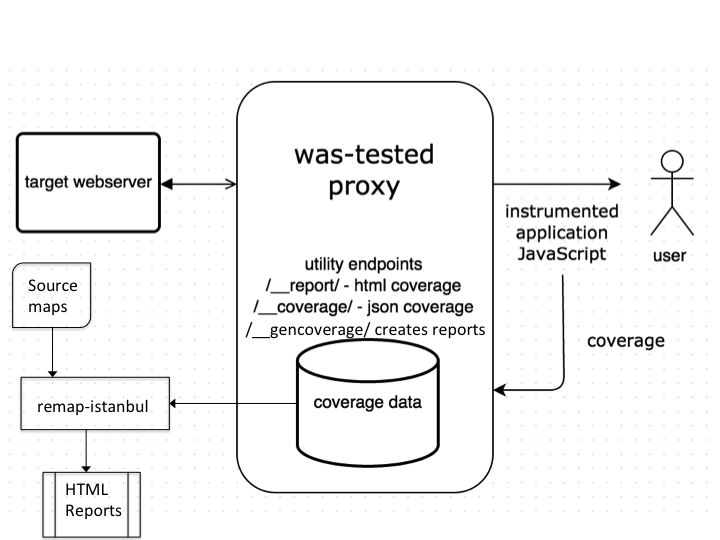 was-tested
proxy
target webserver
instrumented
application
JavaScript
user
utility endpoints
/__report/ - html coverage
/__coverage/ - json coverage
/__gencoverage/ creates reports
Source
maps
coverage
coverage data
remap-istanbul
HTML
Reports